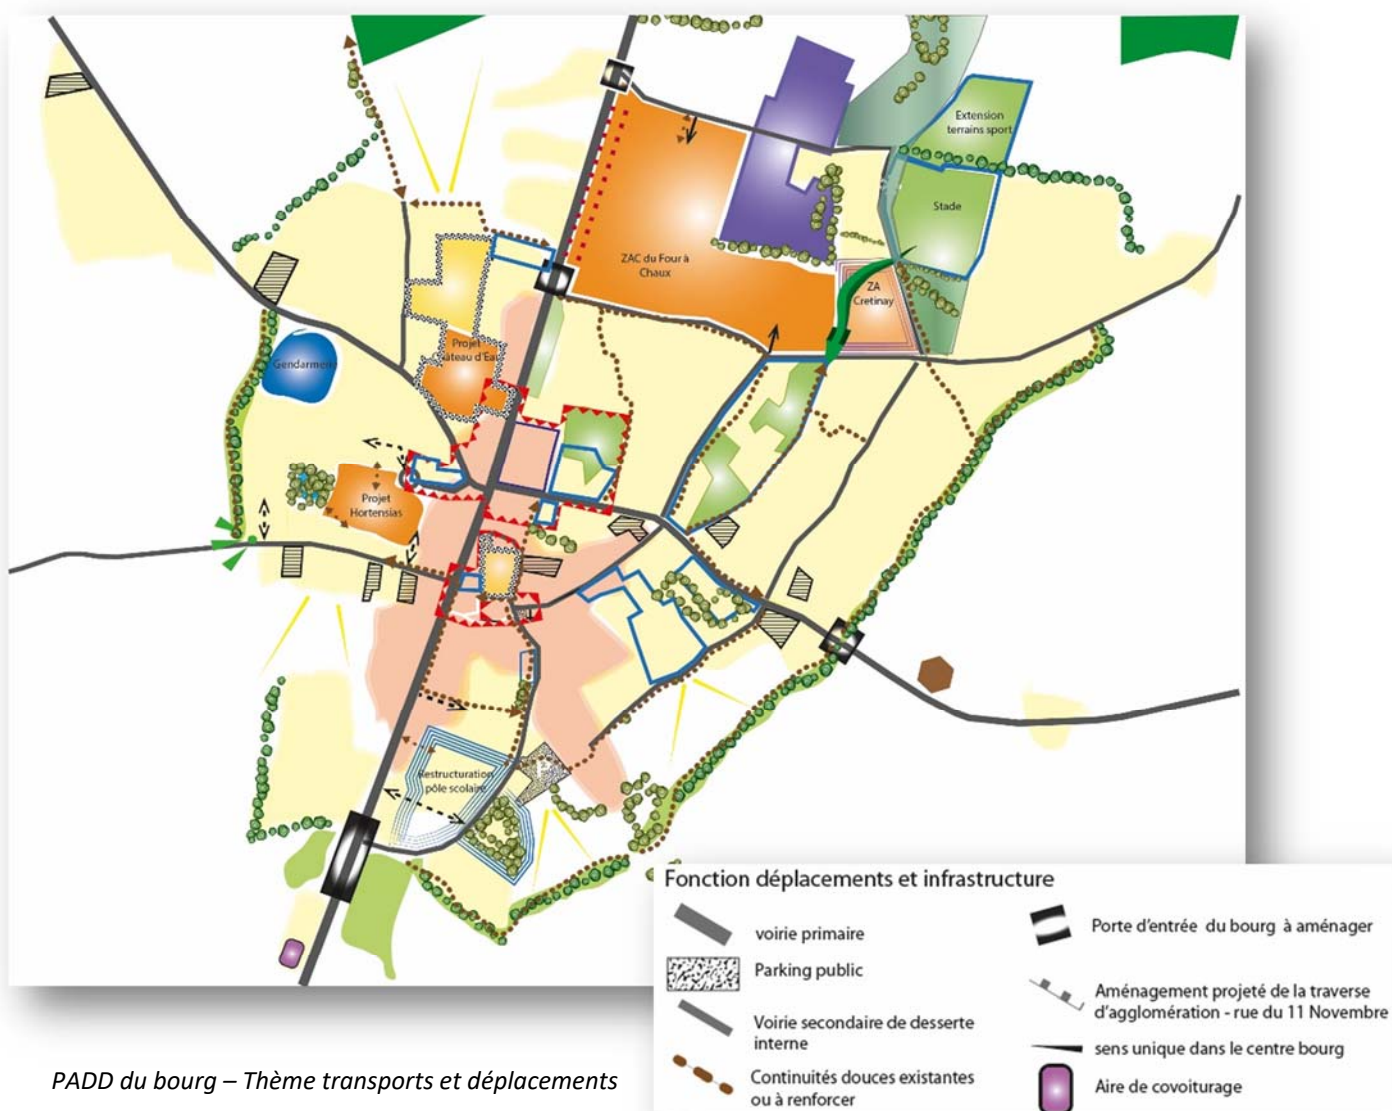 Extension
terrains sport
Stade
ZAC du Four à
Chaux
ZA
Cretinay
Projet
Château d'Eau
Gendarmerie
Projet
Hortensias
Restructuration
pôle scolaire
Fonction déplacements et infrastructure
voirie primaire
Parking public
Voirie secondaire de desserte
interne
Continuités douces existantes
ou à renforcer
Porte d'entrée du bourg à aménager
Aménagement projeté de la traverse
d'agglomération - rue du 11 Novembre
sens unique dans le centre bourg
Aire de covoiturage
PADD du bourg – Thème transports et déplacements